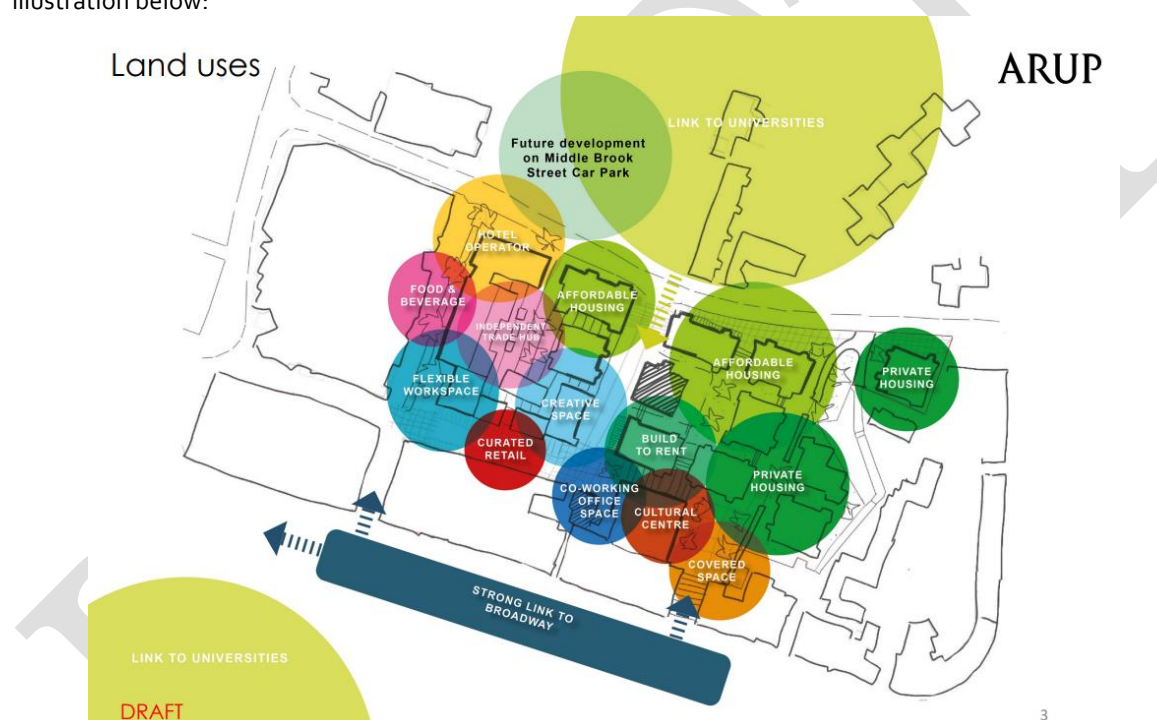 illustration below:
Land uses
ARUP
LINK TO UNIVERSITIES
Future development
on Middle Brook
Street Car Park
HOTEL
OPERATOR
FOOD &
BEVERAGE
AFFORDABLE
HOUSING
INDEPENDENT
TRADE HUB
AFFORDABLE
HOUSING
PRIVATE
HOUSING
FLEXIBLE
WORKSPACE
CREATIVE
SPACE
CURATED
RETAIL
BUILD
TO RENT
PRIVATE
HOUSING
CO-WORKING
OFFICE
SPACE
CULTURAL
CENTRE
COVERED
SPACE
STRONG LINK TO
BROADWAY
LINK TO UNIVERSITIES
DRAFT
3